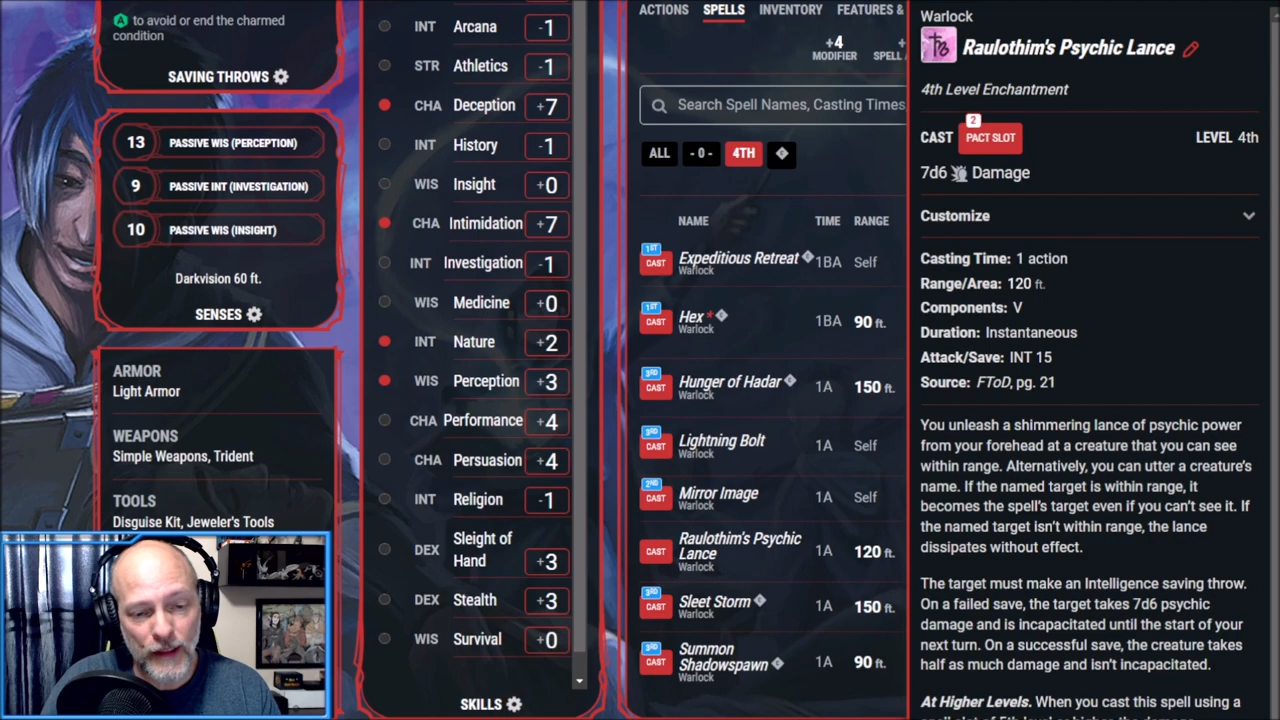 A to avoid or end the charmed
condition
SAVING THROWS
13 PASSIVE WIS (PERCEPTION)
9 PASSIVE INT (INVESTIGATION)
10 PASSIVE WIS (INSIGHT)
Darkvision 60 ft.
SENSES
ARMOR
Light Armor
WEAPONS
Simple Weapons, Trident
TOOLS
Disguise Kit, Jeweler's Tools
INT Arcana -1
STR Athletics -1
CHA Deception +7
INT History -1
WIS Insight +0
CHA Intimidation +7
INT Investigation -1
WIS Medicine +0
INT Nature +2
WIS Perception +3
CHA Performance +4
CHA Persuasion +4
INT Religion -1
DEX Sleight of
Hand +3
DEX Stealth +3
WIS Survival +0
SKILLS
ACTIONS SPELLS INVENTORY FEATURES &
+4 +
MODIFIER SPELL
Search Spell Names, Casting Times
ALL - 0 - 4TH
NAME TIME RANGE
1ST
CAST Expeditious Retreat 1BA Self
Warlock
1ST
CAST Hex * 1BA 90 ft.
Warlock
3RD
CAST Hunger of Hadar 1A 150 ft.
Warlock
3RD
CAST Lightning Bolt 1A Self
Warlock
2ND
CAST Mirror Image 1A Self
Warlock
CAST Raulothim's Psychic
Lance 1A 120 ft.
Warlock
3RD
CAST Sleet Storm 1A 150 ft.
Warlock
3RD
CAST Summon
Shadowspawn 1A 90 ft.
Warlock
Warlock
Raulothim's Psychic Lance
4th Level Enchantment
2
CAST PACT SLOT LEVEL 4th
7d6 Damage
Customize
Casting Time: 1 action
Range/Area: 120 ft.
Components: V
Duration: Instantaneous
Attack/Save: INT 15
Source: FToD, pg. 21
You unleash a shimmering lance of psychic power
from your forehead at a creature that you can see
within range. Alternatively, you can utter a creature's
name. If the named target is within range, it
becomes the spell's target even if you can't see it. If
the named target isn't within range, the lance
dissipates without effect.
The target must make an Intelligence saving throw.
On a failed save, the target takes 7d6 psychic
damage and is incapacitated until the start of your
next turn. On a successful save, the creature takes
half as much damage and isn't incapacitated.
At Higher Levels. When you cast this spell using a